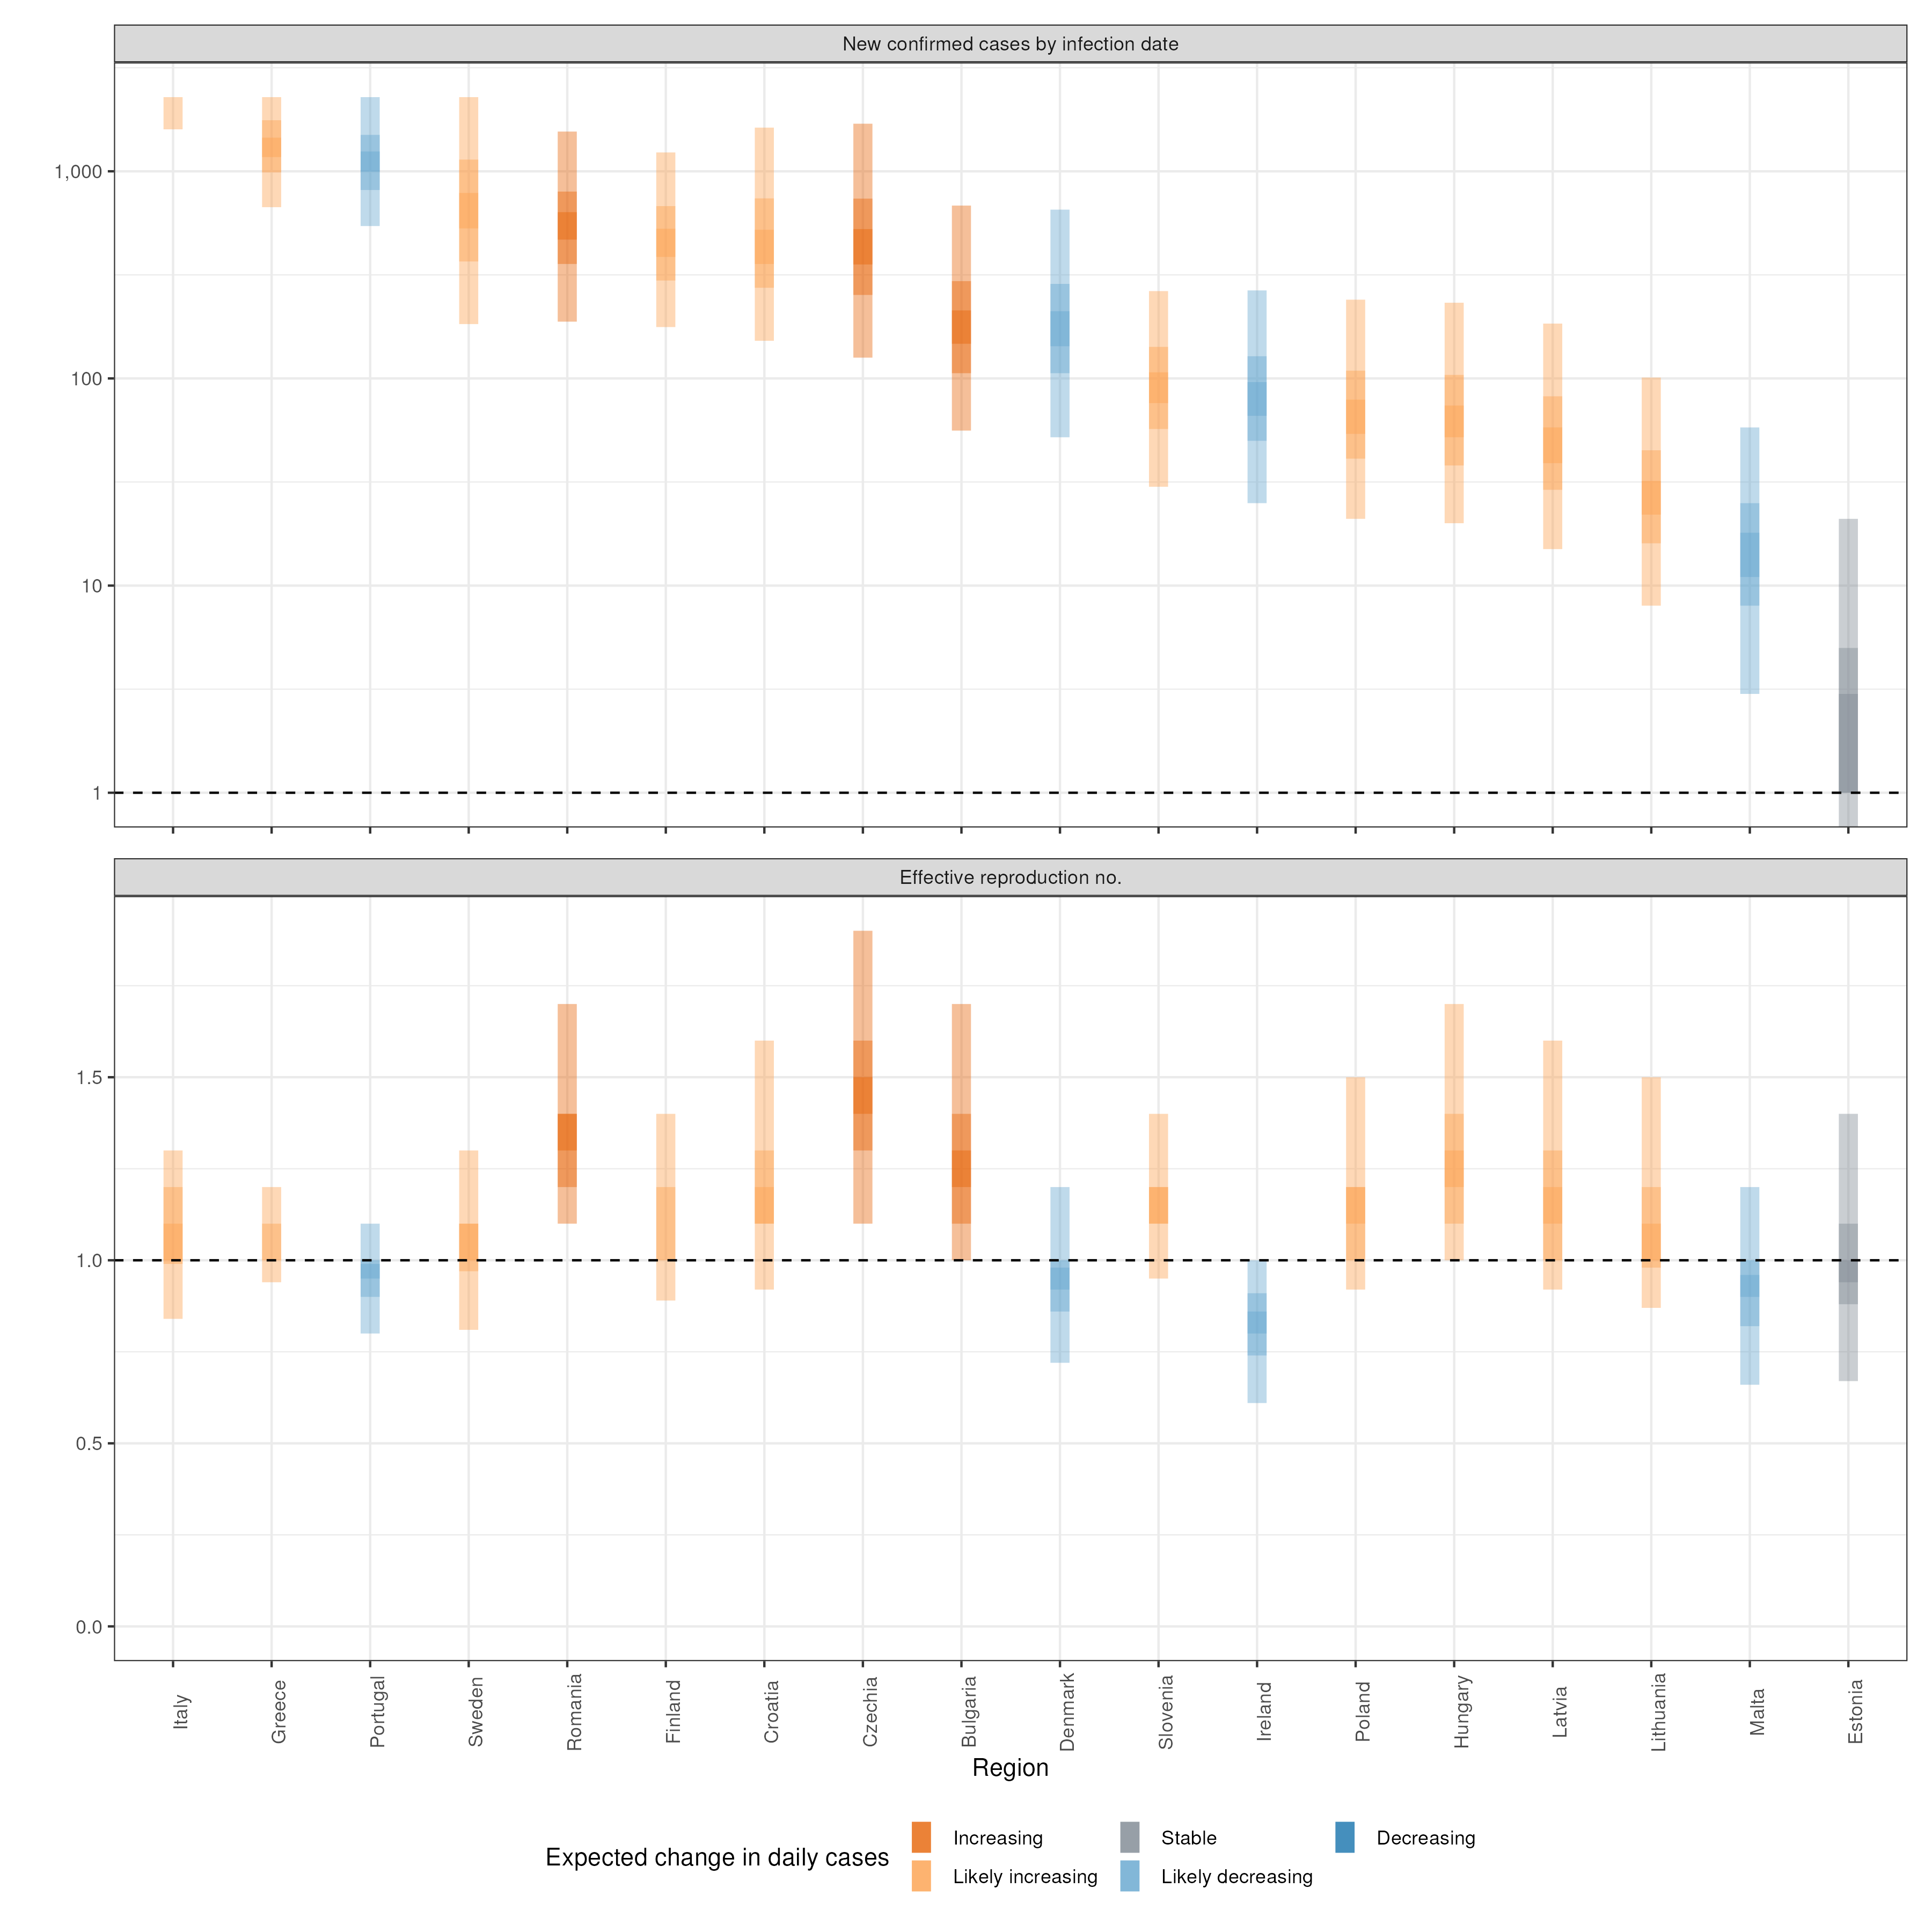 New confirmed cases by infection date
1,000
100
10
1
Effective reproduction no.
1.5
1.0
0.5
0.0
Italy
Greece
Portugal
Sweden
Romania
Finland
Croatia
Czechia
Bulgaria
Denmark
Slovenia
Ireland
Poland
Hungary
Latvia
Lithuania
Malta
Estonia
Region
Expected change in daily cases
Increasing
Likely increasing
Stable
Likely decreasing
Decreasing